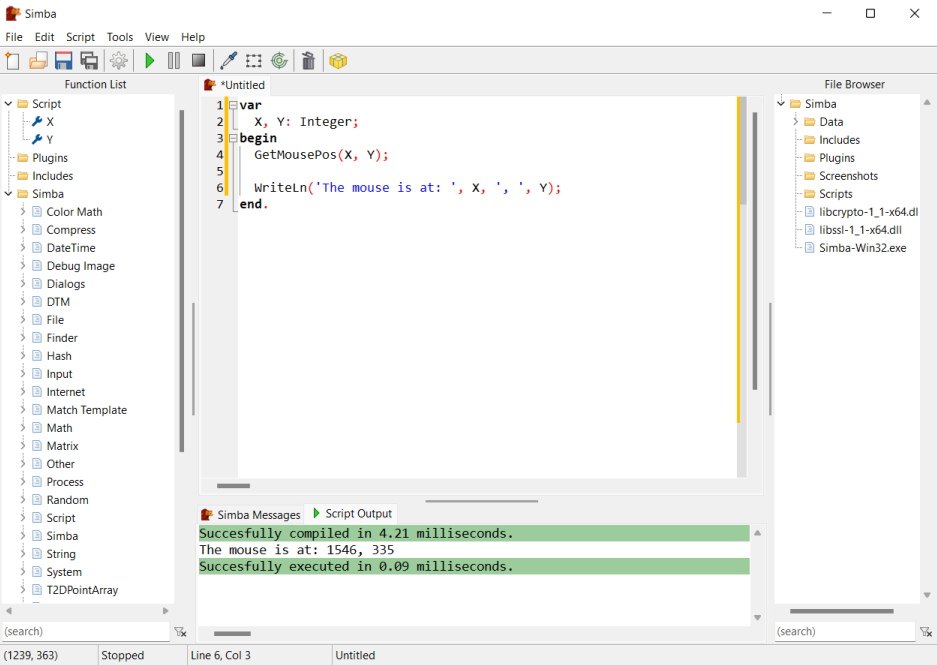 Simba
File Edit Script Tools View Help
Function List
Script
X
Y
Plugins
Includes
Simba
Color Math
Compress
DateTime
Debug Image
Dialogs
DTM
File
Finder
Hash
Input
Internet
Match Template
Math
Matrix
Other
Process
Random
Script
Simba
String
System
T2DPointArray
(search)
*Untitled
1 var
2 X, Y: Integer;
3 begin
4 GetMousePos(X, Y);
5
6 WriteLn('The mouse is at: ', X, ', ', Y);
7 end.
Simba Messages Script Output
Succesfully compiled in 4.21 milliseconds.
The mouse is at: 1546, 335
Succesfully executed in 0.09 milliseconds.
File Browser
Simba
Data
Includes
Plugins
Screenshots
Scripts
libcrypto-1_1-x64.dl
libssl-1_1-x64.dll
Simba-Win32.exe
(search)
(1239, 363) Stopped Line 6, Col 3 Untitled